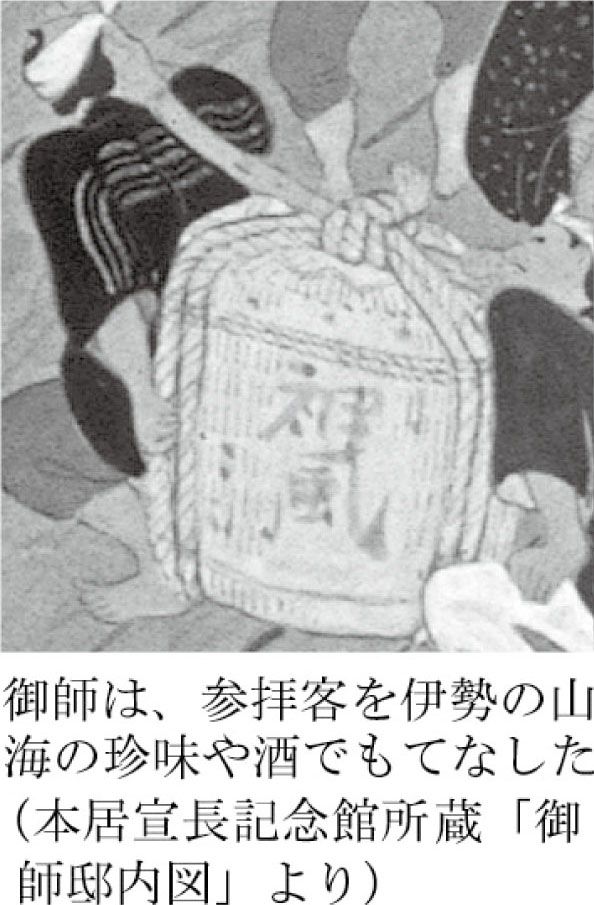 神風
御師は、参拝客を伊勢の山
海の珍味や酒でもてなした
（本居宣長記念館所蔵「御
師邸内図」より）